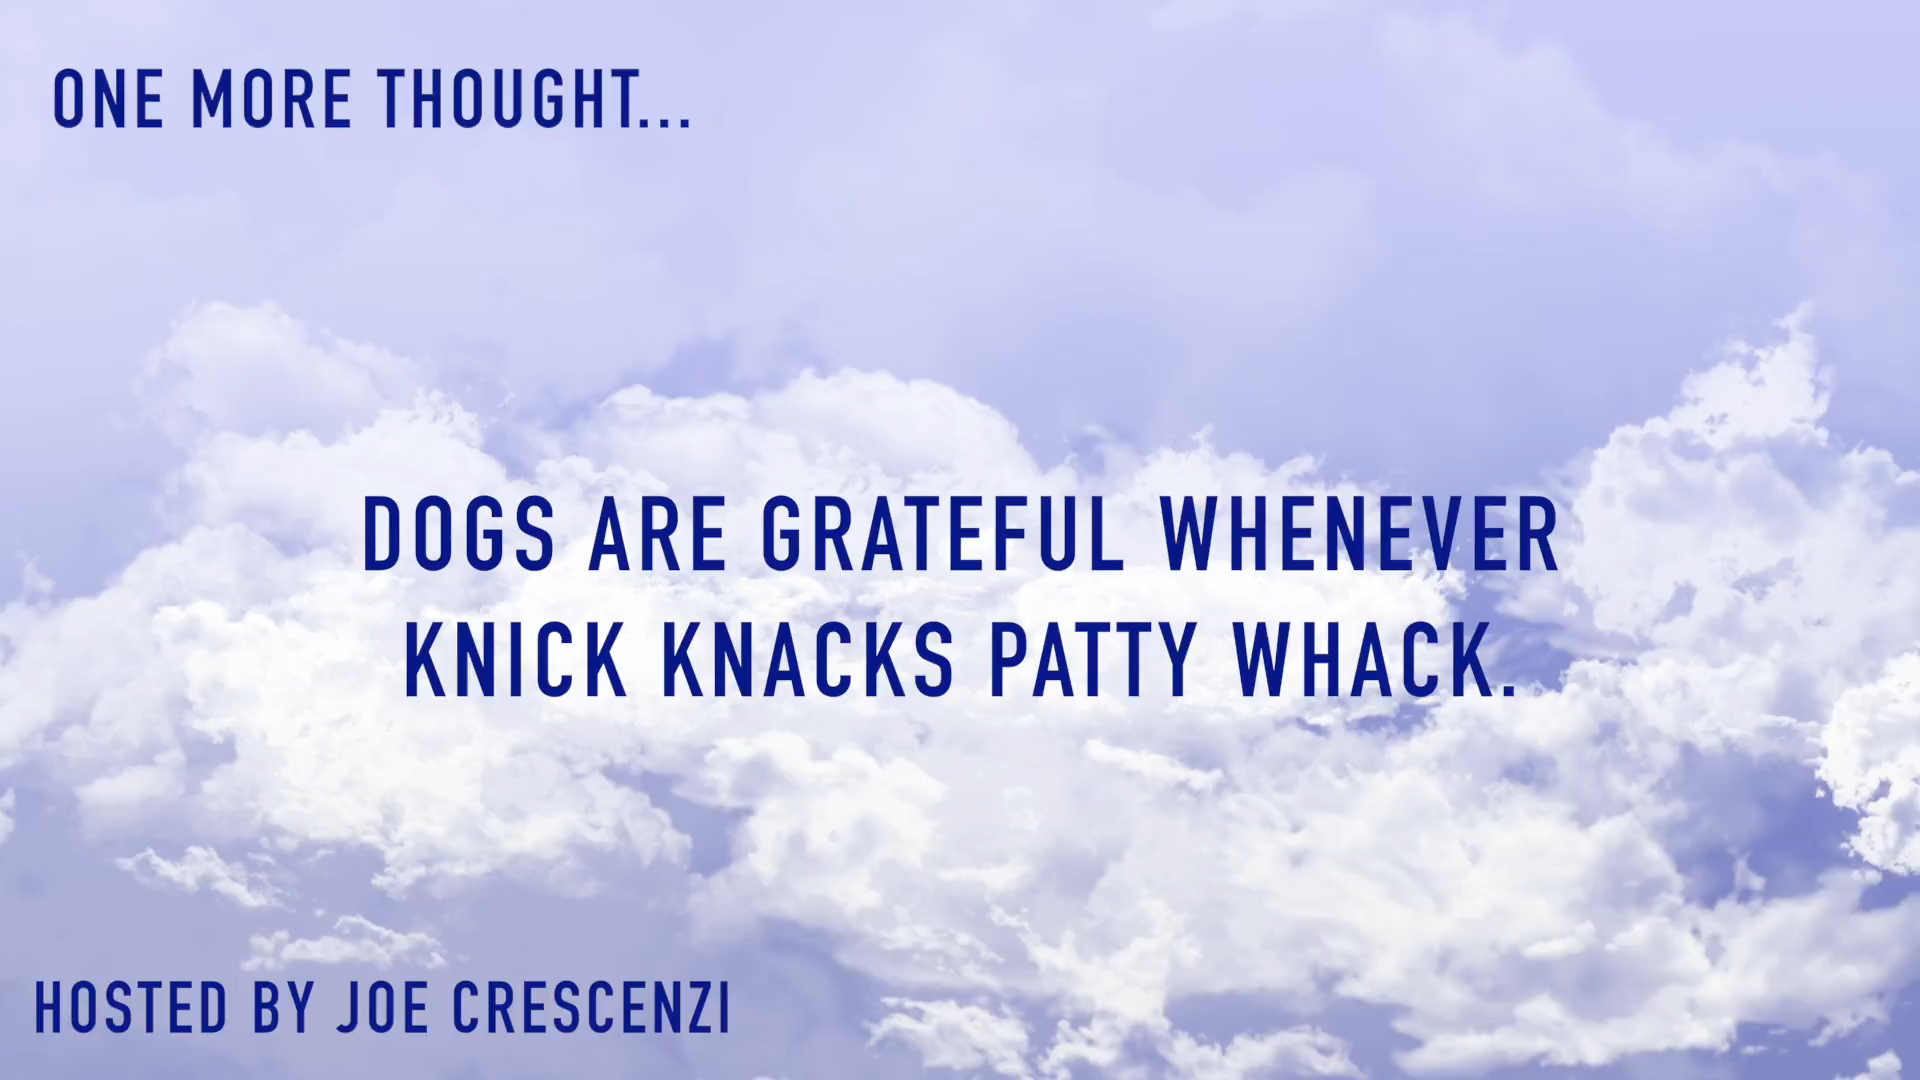 ONE MORE THOUGHT...
DOGS ARE GRATEFUL WHENEVER
KNICK KNACKS PATTY WHACK.
HOSTED BY JOE CRESCENZI